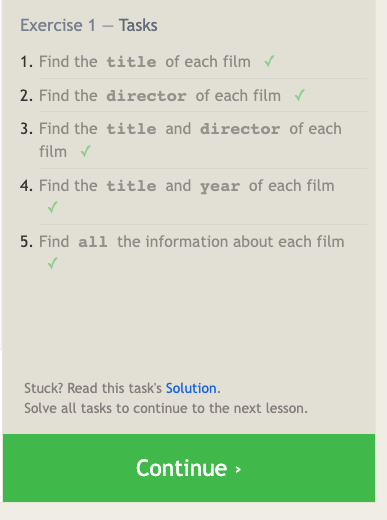 Exercise 1 — Tasks
1. Find the title of each film ✓
2. Find the director of each film ✓
3. Find the title and director of each
film ✓
4. Find the title and year of each film
✓
5. Find all the information about each film
✓
Stuck? Read this task's Solution.
Solve all tasks to continue to the next lesson.
Continue ›